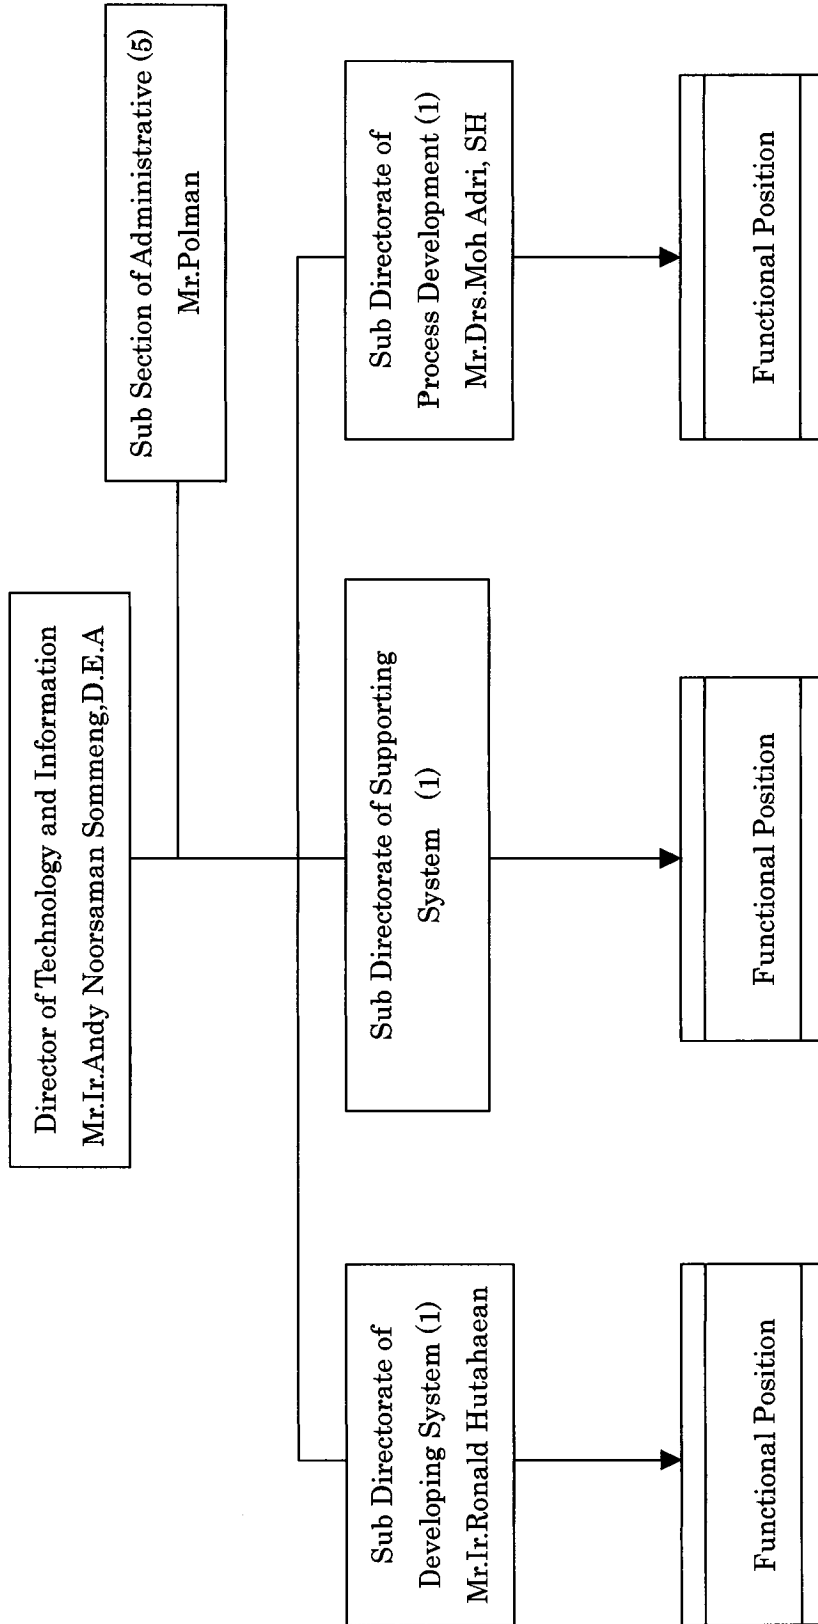 Director of Technology and Information
Mr.Ir.Andy Noorsaman Sommeng,D.E.A
Sub Section of Administrative (5)
Mr.Polman
Sub Directorate of
Developing System (1)
Mr.Ir.Ronald Hutahaean
Sub Directorate of Supporting
System (1)
Sub Directorate of
Process Development (1)
Mr.Drs.Moh Adri, SH
Functional Position
Functional Position
Functional Position